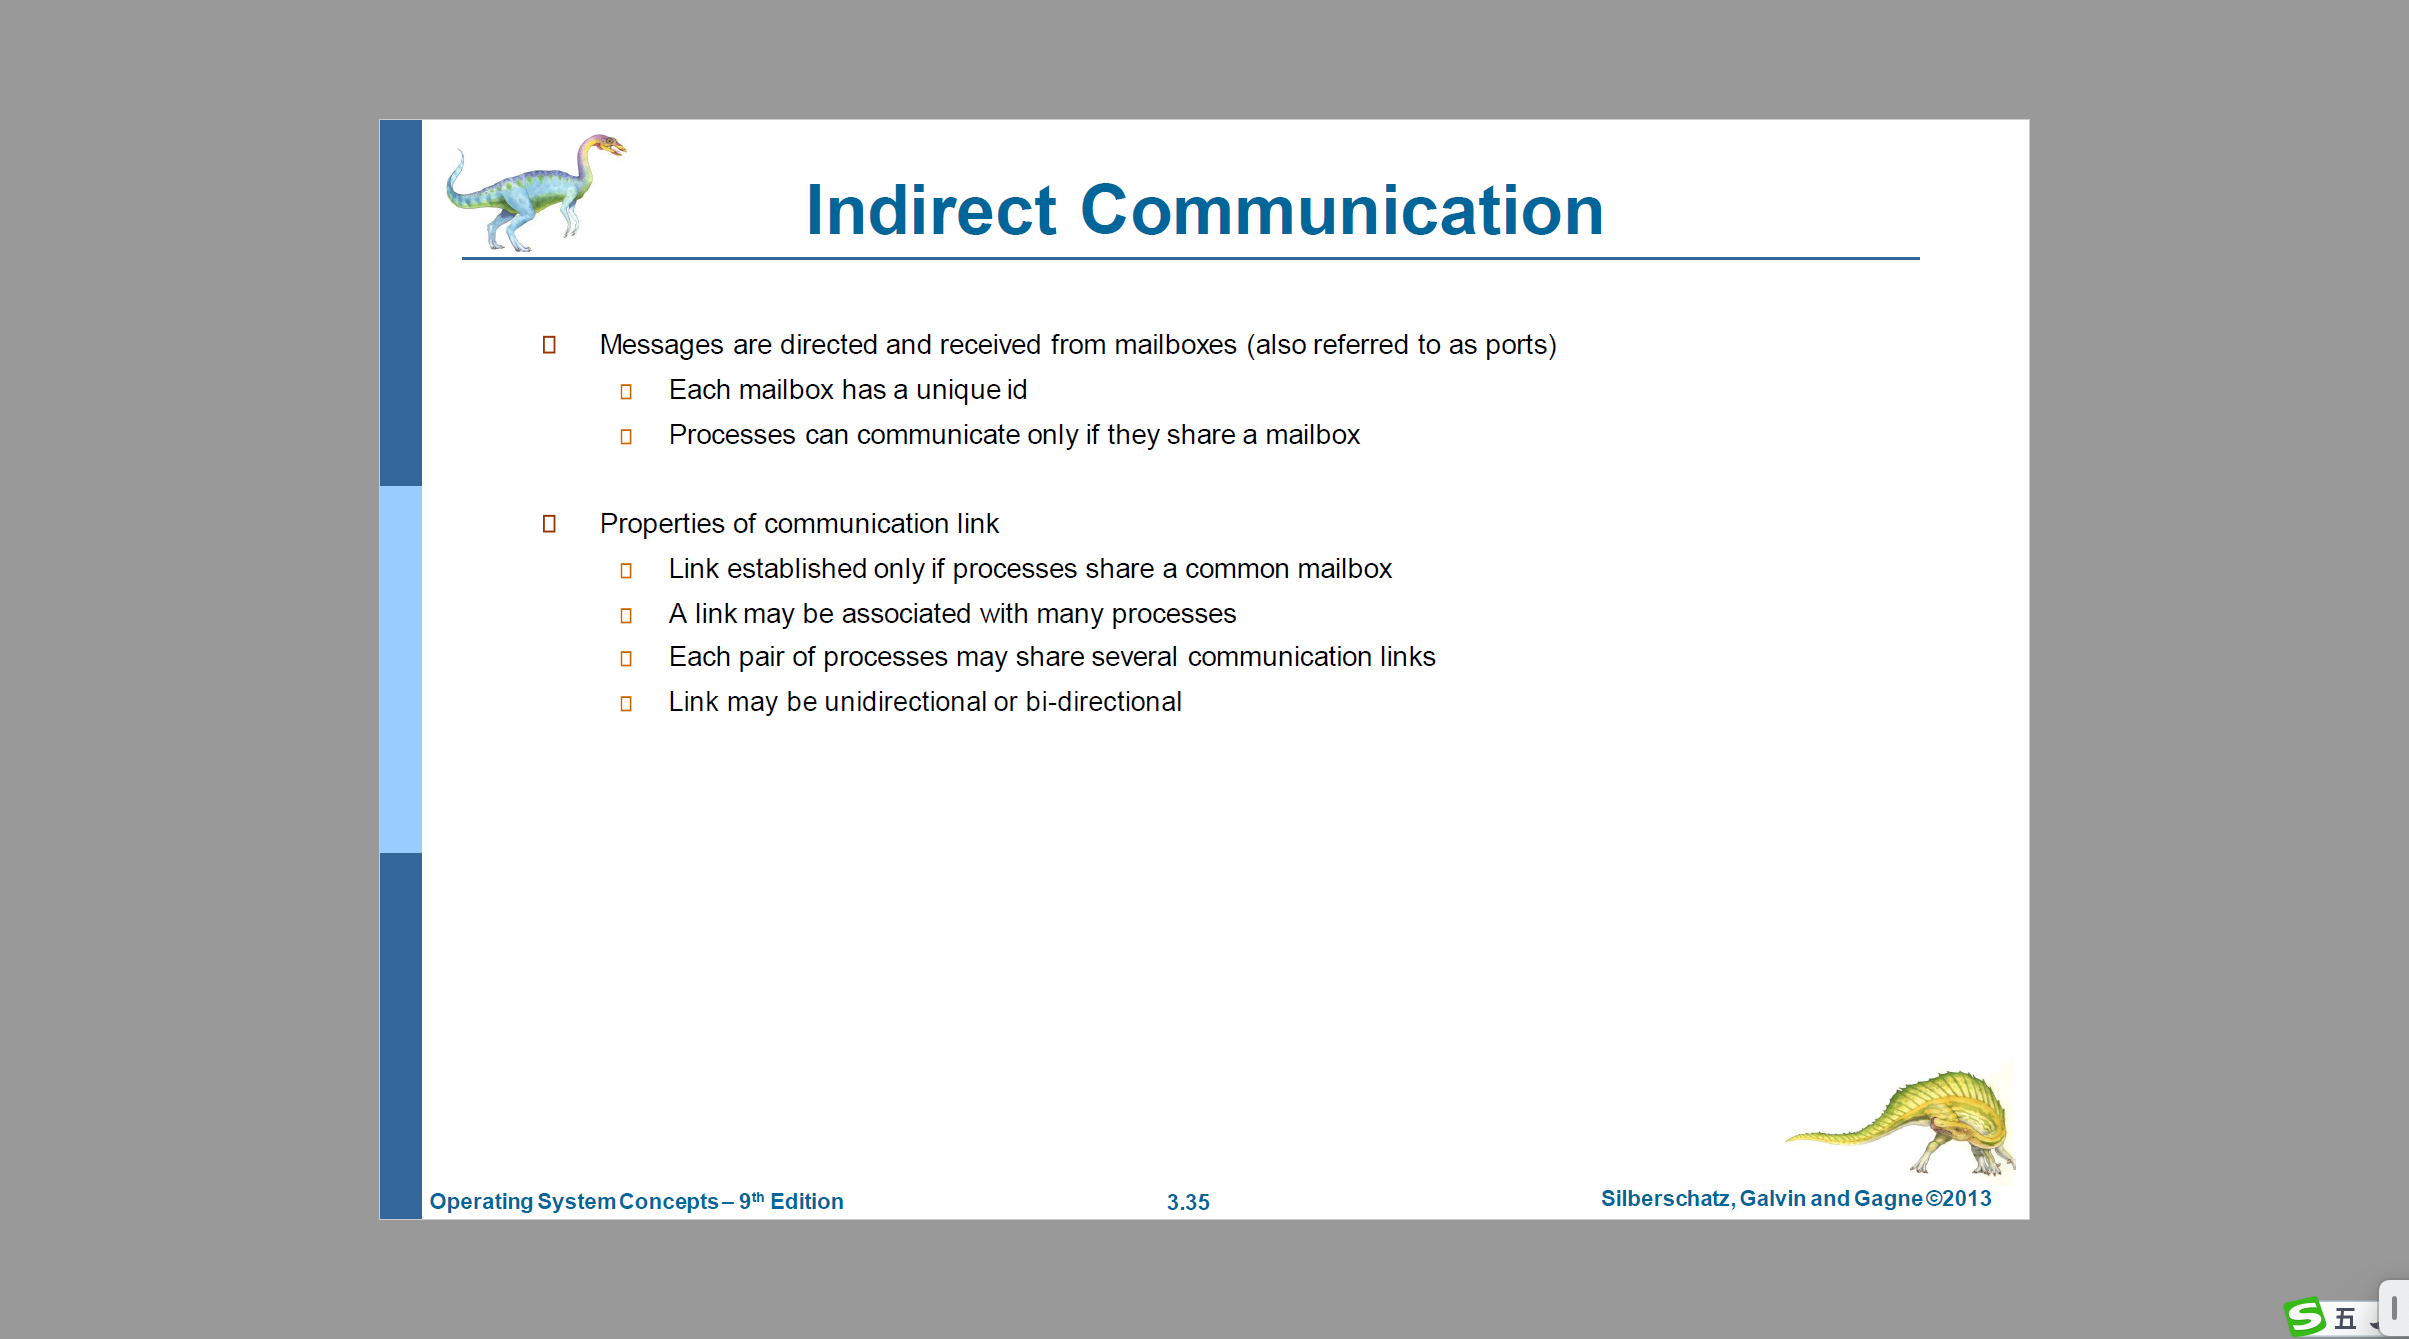 Indirect Communication
Messages are directed and received from mailboxes (also referred to as ports)
Each mailbox has a unique id
Processes can communicate only if they share a mailbox
Properties of communication link
Link established only if processes share a common mailbox
A link may be associated with many processes
Each pair of processes may share several communication links
Link may be unidirectional or bi-directional
Operating System Concepts – 9th Edition
3.35
Silberschatz, Galvin and Gagne ©2013
S 五